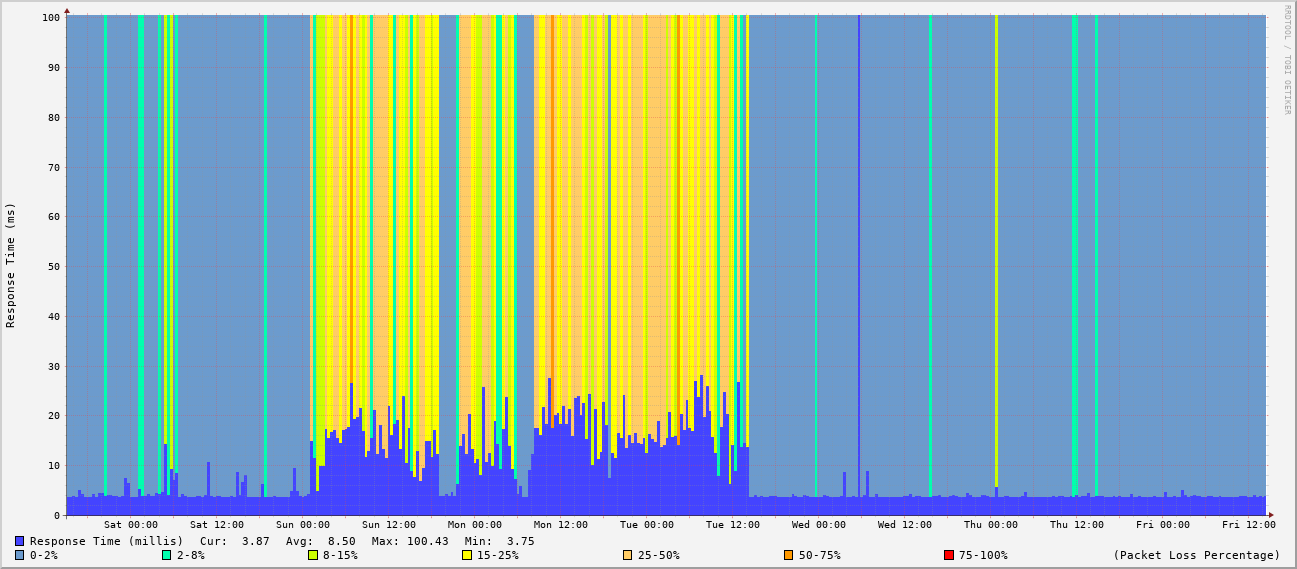 RRDTOOL / TOBI OETIKER
Response Time (ms)
100
90
80
70
60
50
40
30
20
10
0
Sat 00:00 Sat 12:00 Sun 00:00 Sun 12:00 Mon 00:00 Mon 12:00 Tue 00:00 Tue 12:00 Wed 00:00 Wed 12:00 Thu 00:00 Thu 12:00 Fri 00:00 Fri 12:00
Response Time (millis) Cur: 3.87 Avg: 8.50 Max: 100.43 Min: 3.75
0-2% 2-8% 8-15% 15-25% 25-50% 50-75% 75-100% (Packet Loss Percentage)